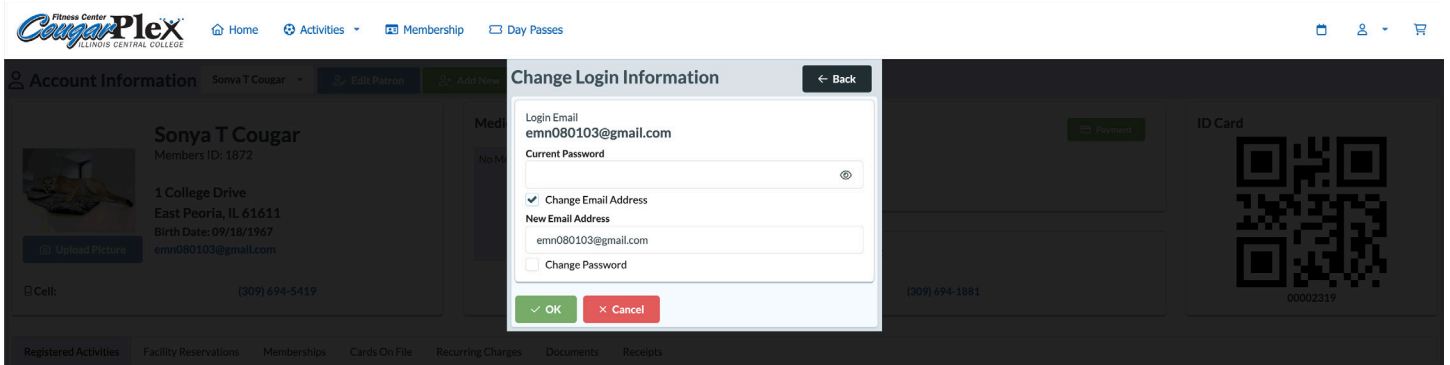 Fitness Center
CougarPlex
ILLINOIS CENTRAL COLLEGE
Home
Activities
Membership
Day Passes
Account Information
Sonya T Cougar
Edit Patron
Add New
Change Login Information
← Back
Login Email
emn080103@gmail.com
Current Password
Change Email Address
New Email Address
emn080103@gmail.com
Change Password
OK
× Cancel
Sonya T Cougar
Members ID: 1872
1 College Drive
East Peoria, IL 61611
Birth Date: 09/18/1967
emn080103@gmail.com
Upload Picture
Cell:
(309) 694-5419
Medi
No Me
Payment
(309) 694-1881
ID Card
00002319
Registered Activities
Facility Reservations
Memberships
Cards On File
Recurring Charges
Documents
Receipts